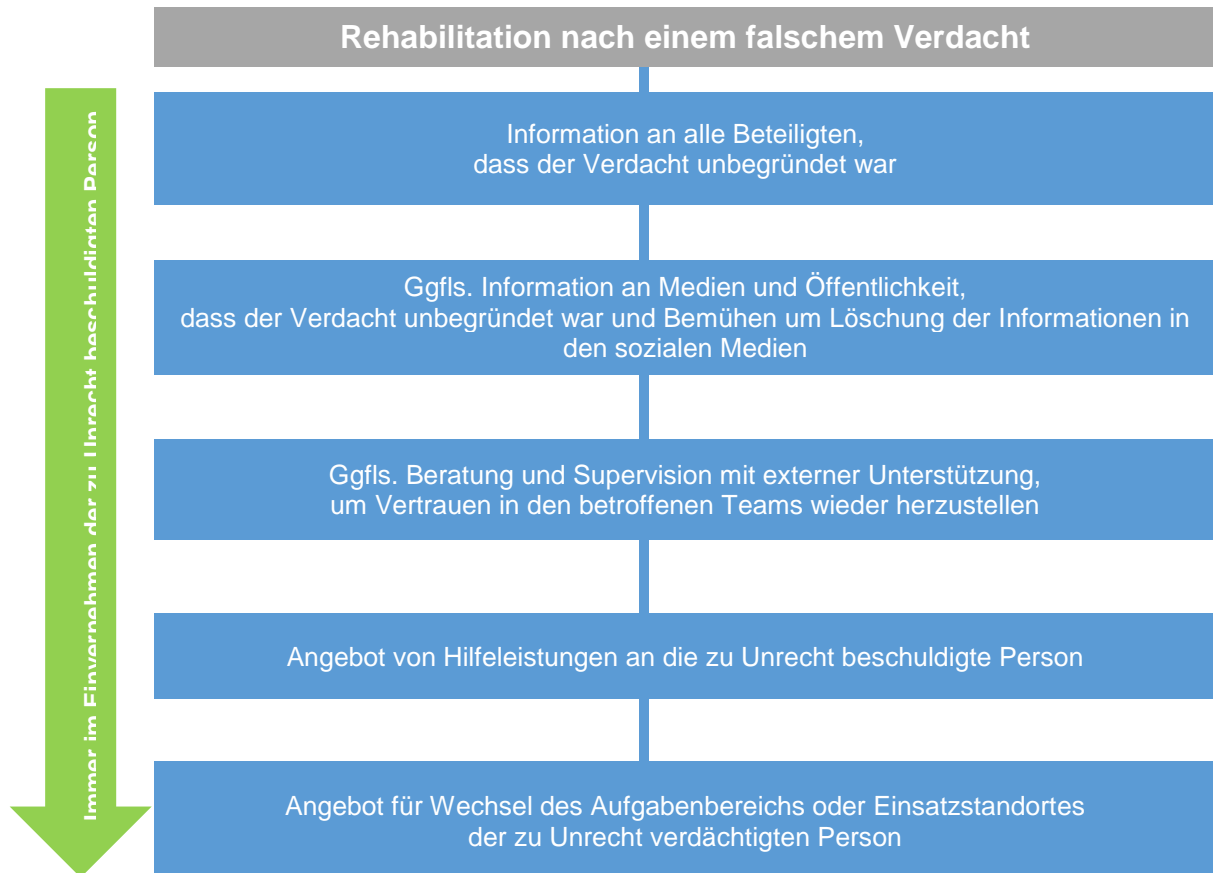 Rehabilitation nach einem falschem Verdacht
Immer im Einvernehmen der zu Unrecht beschuldigten Person
Information an alle Beteiligten,
dass der Verdacht unbegründet war
Ggfls. Information an Medien und Öffentlichkeit,
dass der Verdacht unbegründet war und Bemühen um Löschung der Informationen in
den sozialen Medien
Ggfls. Beratung und Supervision mit externer Unterstützung,
um Vertrauen in den betroffenen Teams wieder herzustellen
Angebot von Hilfeleistungen an die zu Unrecht beschuldigte Person
Angebot für Wechsel des Aufgabenbereichs oder Einsatzstandortes
der zu Unrecht verdächtigten Person